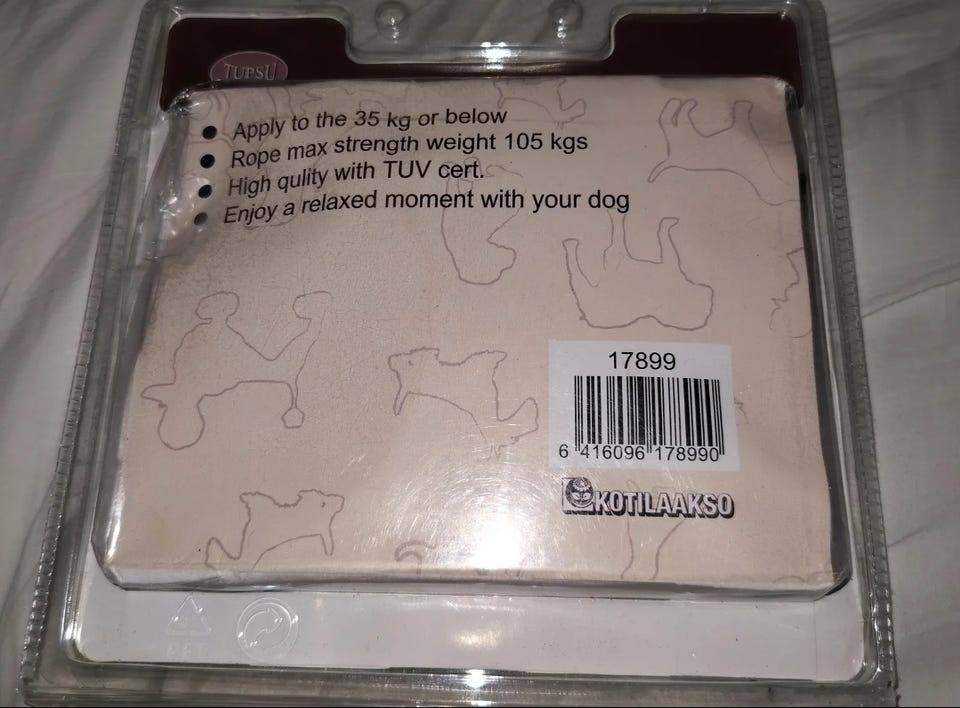 TUPSU
• Apply to the 35 kg or below
• Rope max strength weight 105 kgs
• High qulity with TUV cert.
• Enjoy a relaxed moment with your dog
17899
6 416096 178990
KOTILAAKSO